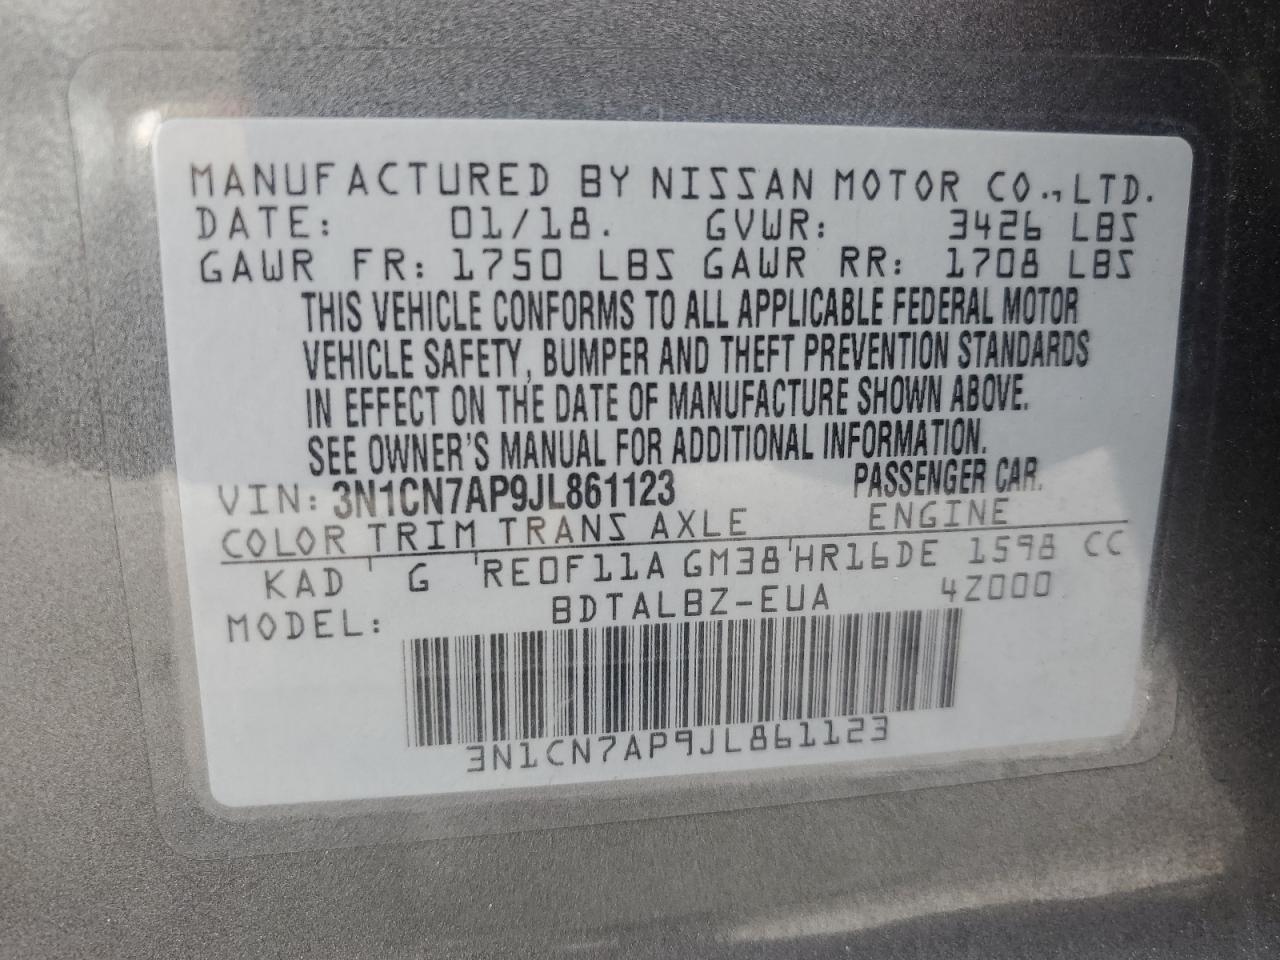 MANUFACTURED BY NISSAN MOTOR CO., LTD.
DATE: 01/18. GVWR: 3426 LBS
GAWR FR: 1750 LBS GAWR RR: 1708 LBS
THIS VEHICLE CONFORMS TO ALL APPLICABLE FEDERAL MOTOR
VEHICLE SAFETY, BUMPER AND THEFT PREVENTION STANDARDS
IN EFFECT ON THE DATE OF MANUFACTURE SHOWN ABOVE.
SEE OWNER'S MANUAL FOR ADDITIONAL INFORMATION.
VIN: 3N1CN7AP9JL861123 PASSENGER CAR.
COLOR TRIM TRANS AXLE ENGINE
KAD G RE0F11A GM38 HR16DE 1598 CC
MODEL: BDTALBZ-EUA 4Z000
3N1CN7AP9JL861123